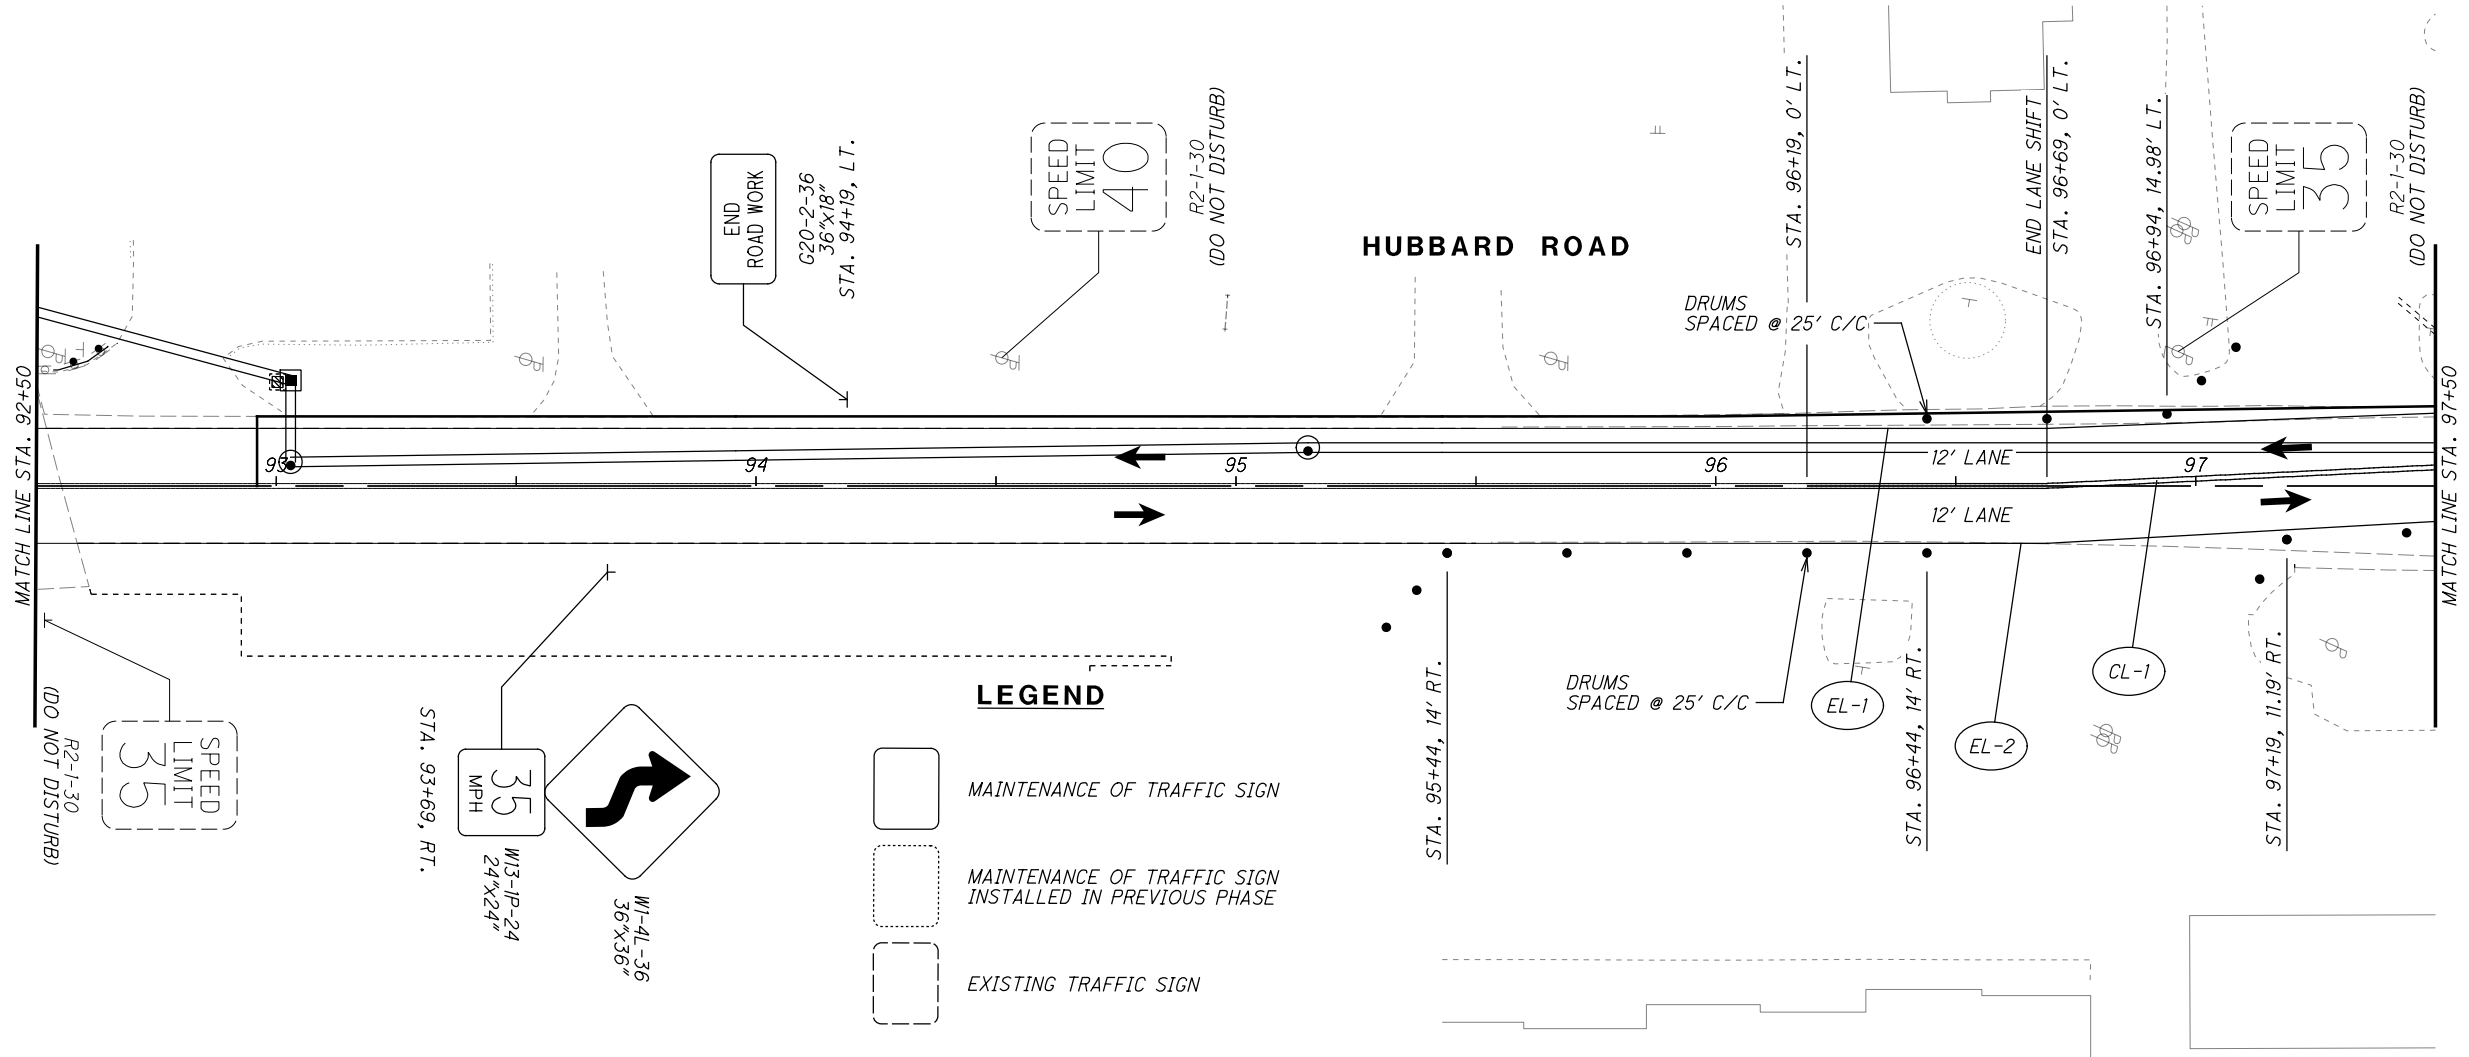 MATCH LINE STA. 92+50
END
ROAD WORK
G20-2-36
36"x18"
STA. 94+19, LT.
SPEED
LIMIT
40
R2-1-30
(DO NOT DISTURB)
HUBBARD ROAD
DRUMS
SPACED @ 25' C/C
STA. 96+19, 0' LT.
END LANE SHIFT
STA. 96+69, 0' LT.
STA. 96+94, 14.98' LT.
SPEED
LIMIT
35
R2-1-30
(DO NOT DISTURB)
MATCH LINE STA. 97+50
93
94
95
96
97
12' LANE
12' LANE
(DO NOT DISTURB)
R2-1-30
SPEED
LIMIT
35
STA. 93+69, RT.
35
MPH
W13-1P-24
24"x24"
W1-4L-36
36"x36"
LEGEND
MAINTENANCE OF TRAFFIC SIGN
MAINTENANCE OF TRAFFIC SIGN
INSTALLED IN PREVIOUS PHASE
EXISTING TRAFFIC SIGN
STA. 95+44, 14' RT.
DRUMS
SPACED @ 25' C/C
EL-1
STA. 96+44, 14' RT.
EL-2
CL-1
STA. 97+19, 11.19' RT.